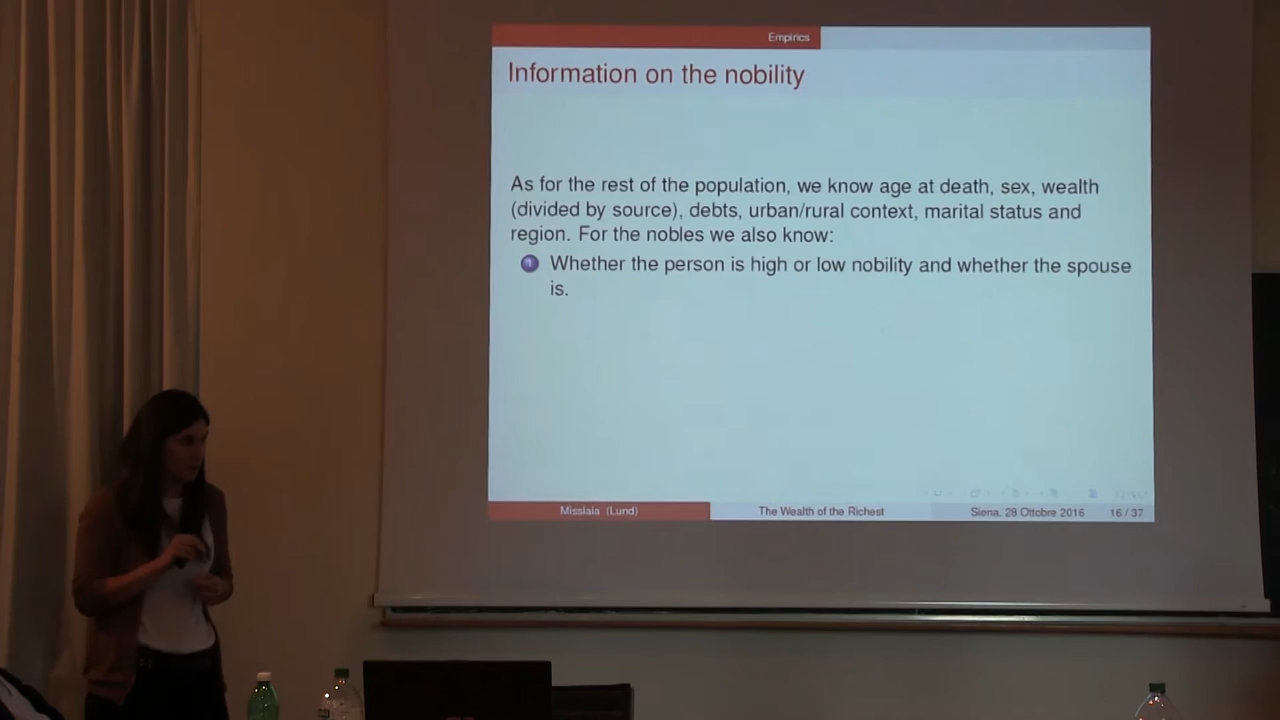 Empirics
Information on the nobility
As for the rest of the population, we know age at death, sex, wealth
(divided by source), debts, urban/rural context, marital status and
region. For the nobles we also know:
1 Whether the person is high or low nobility and whether the spouse
is.
Missiaia (Lund)
The Wealth of the Richest
Siena, 28 Ottobre 2016
16 / 37